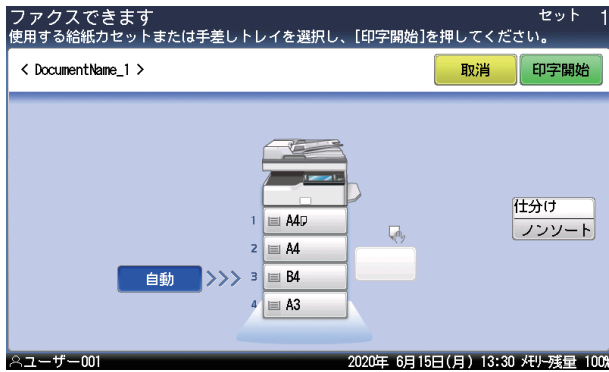 ファクスできます セット 1
使用する給紙カセットまたは手差しトレイを選択し、[印字開始]を押してください。
< DocumentName_1 > 取消 印字開始
1 A4
2 A4
自動 >>> 3 B4
4 A3
仕分け
ノンソート
ユーザー001 2020年 6月15日(月) 13:30 メモリー残量 100%